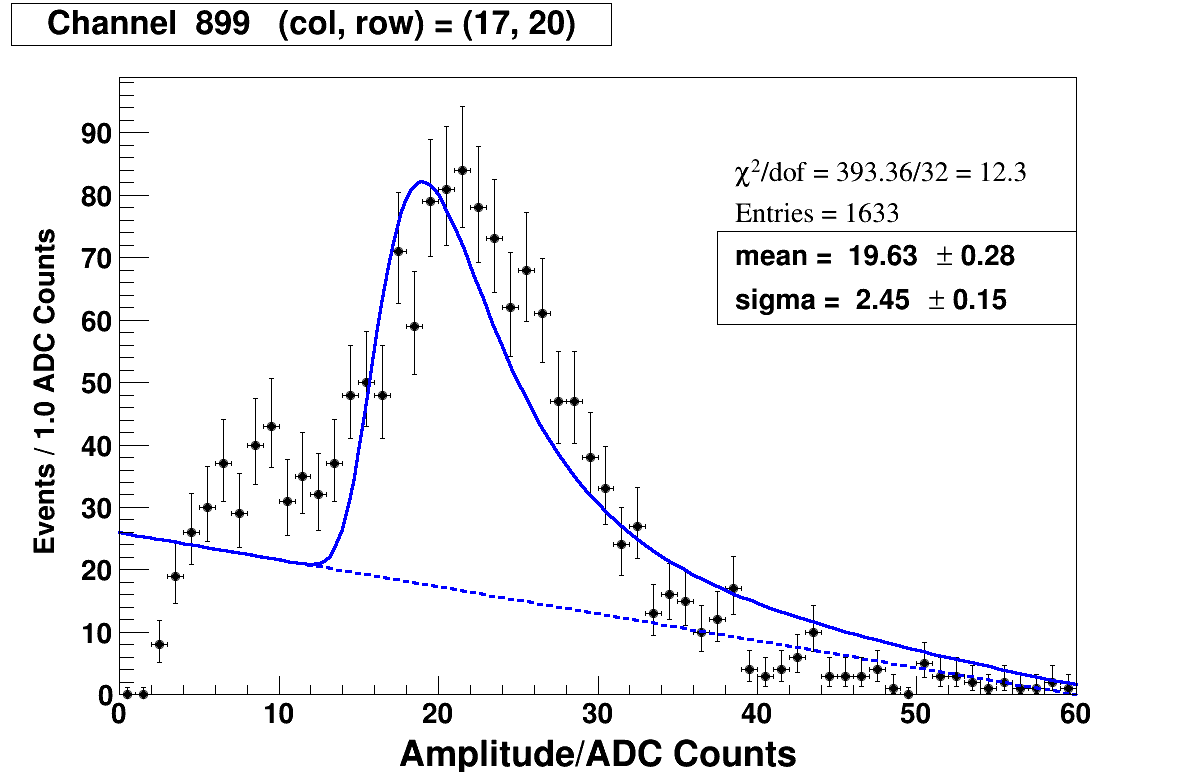 Channel 899 (col, row) = (17, 20)
χ²/dof = 393.36/32 = 12.3
Entries = 1633
mean = 19.63 ± 0.28
sigma = 2.45 ± 0.15
Events / 1.0 ADC Counts
90
80
70
60
50
40
30
20
10
0
0 10 20 30 40 50 60
Amplitude/ADC Counts